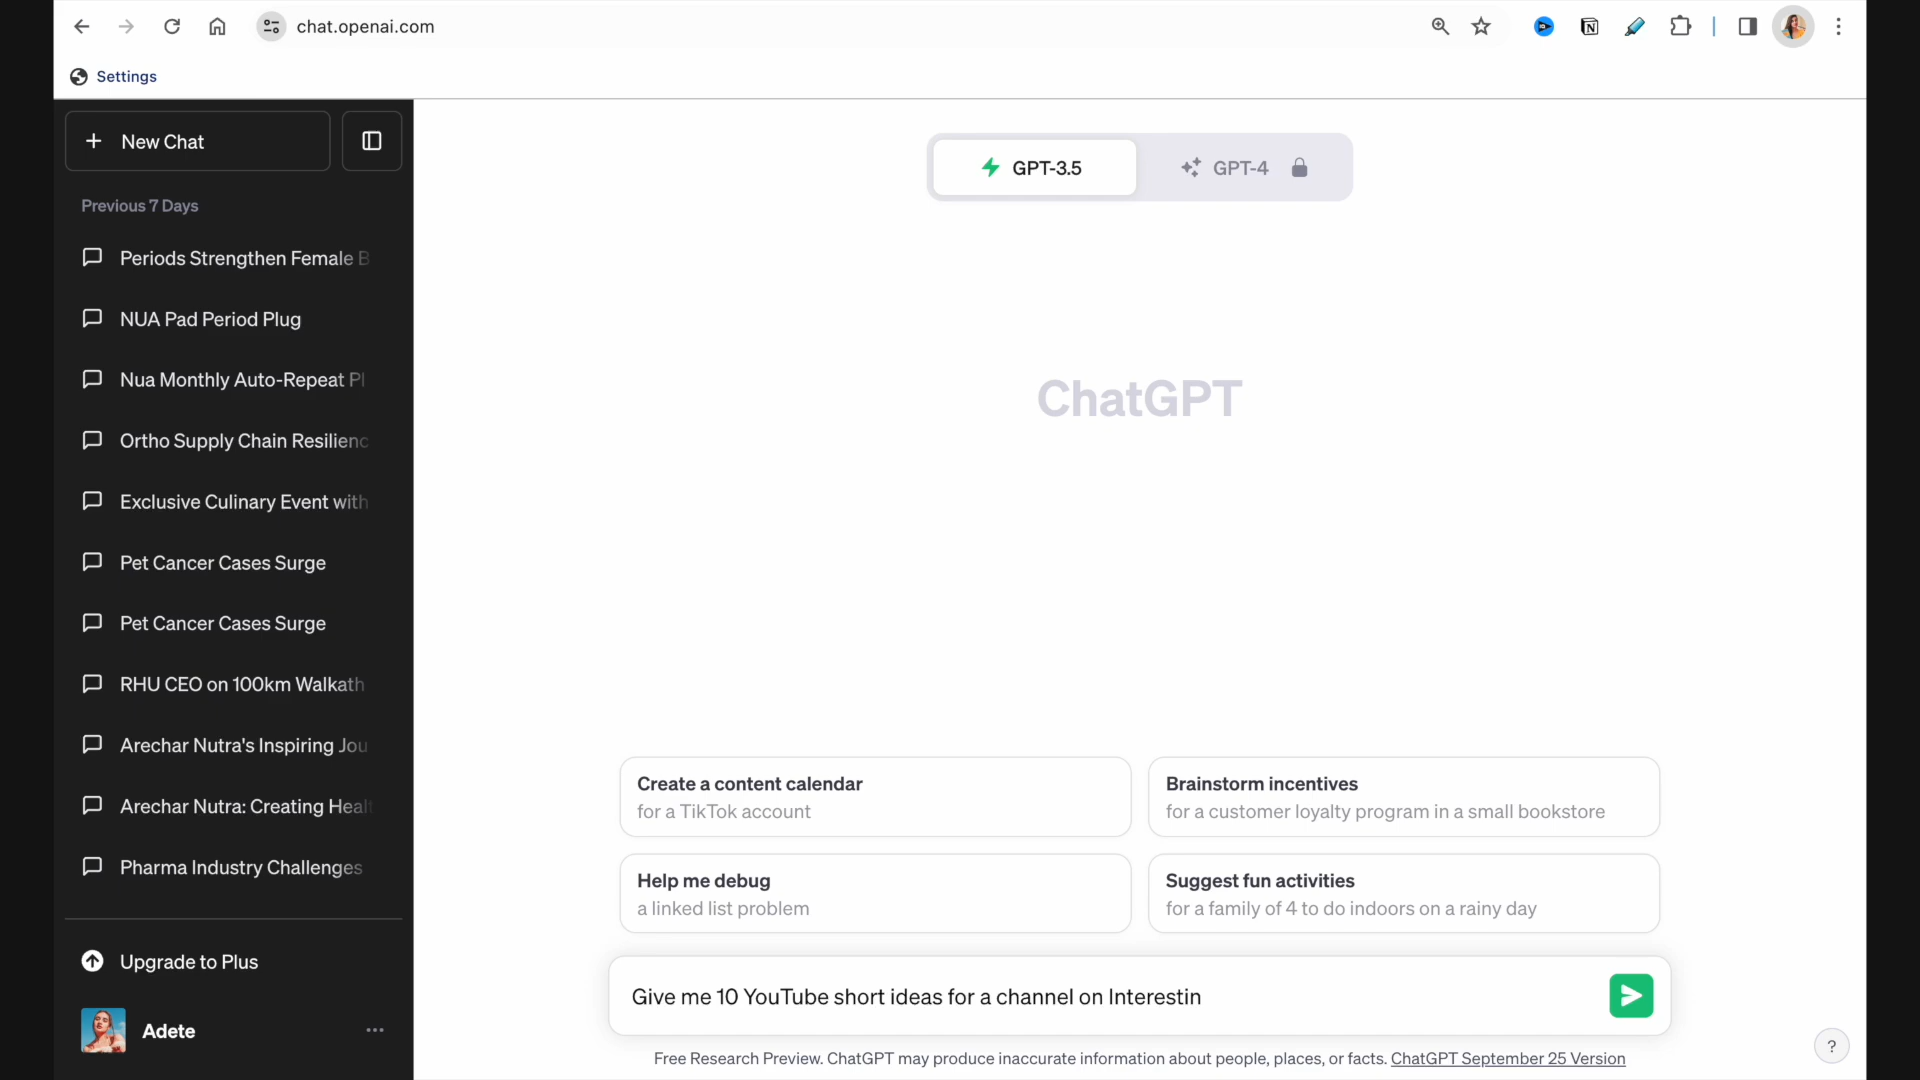 chat.openai.com
Settings
New Chat
Previous 7 Days
Periods Strengthen Female B
NUA Pad Period Plug
Nua Monthly Auto-Repeat Pl
Ortho Supply Chain Resilienc
Exclusive Culinary Event with
Pet Cancer Cases Surge
Pet Cancer Cases Surge
RHU CEO on 100km Walkath
Arechar Nutra's Inspiring Jou
Arechar Nutra: Creating Healt
Pharma Industry Challenges
Upgrade to Plus
Adete
GPT-3.5
GPT-4
ChatGPT
Create a content calendar
for a TikTok account
Brainstorm incentives
for a customer loyalty program in a small bookstore
Help me debug
a linked list problem
Suggest fun activities
for a family of 4 to do indoors on a rainy day
Give me 10 YouTube short ideas for a channel on Interestin
Free Research Preview. ChatGPT may produce inaccurate information about people, places, or facts. ChatGPT September 25 Version
?